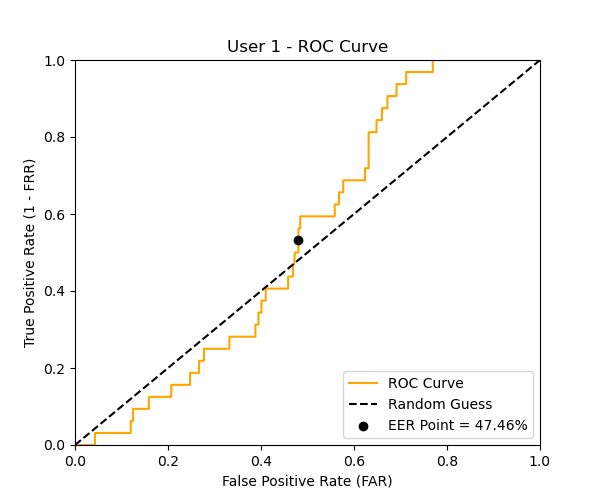 User 1 - ROC Curve
True Positive Rate (1 - FRR)
1.0
0.8
0.6
0.4
0.2
0.0
ROC Curve
Random Guess
EER Point = 47.46%
0.0 0.2 0.4 0.6 0.8 1.0
False Positive Rate (FAR)